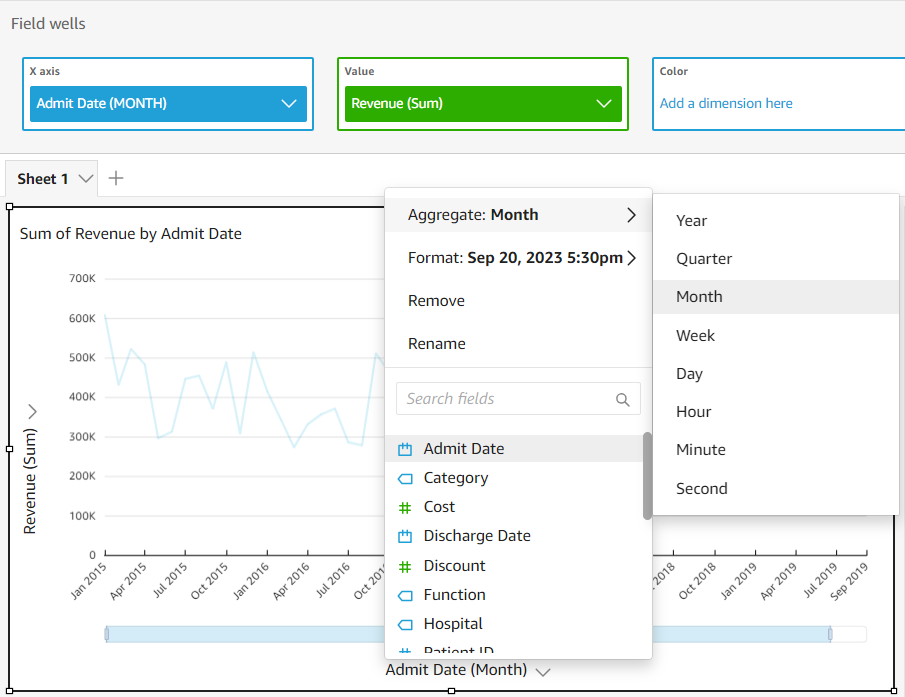 Field wells
X axis
Admit Date (MONTH)
Value
Revenue (Sum)
Color
Add a dimension here
Sheet 1
Sum of Revenue by Admit Date
700K
600K
500K
400K
300K
200K
100K
0
Revenue (Sum)
Jan 2015
Apr 2015
Jul 2015
Oct 2015
Jan 2016
Apr 2016
Jul 2016
Oct 20
2018
Oct 2018
Jan 2019
Apr 2019
Jul 2019
Sep 2019
Admit Date (Month)
Aggregate: Month
Format: Sep 20, 2023 5:30pm
Remove
Rename
Search fields
Admit Date
Category
Cost
Discharge Date
Discount
Function
Hospital
Patient ID
Year
Quarter
Month
Week
Day
Hour
Minute
Second